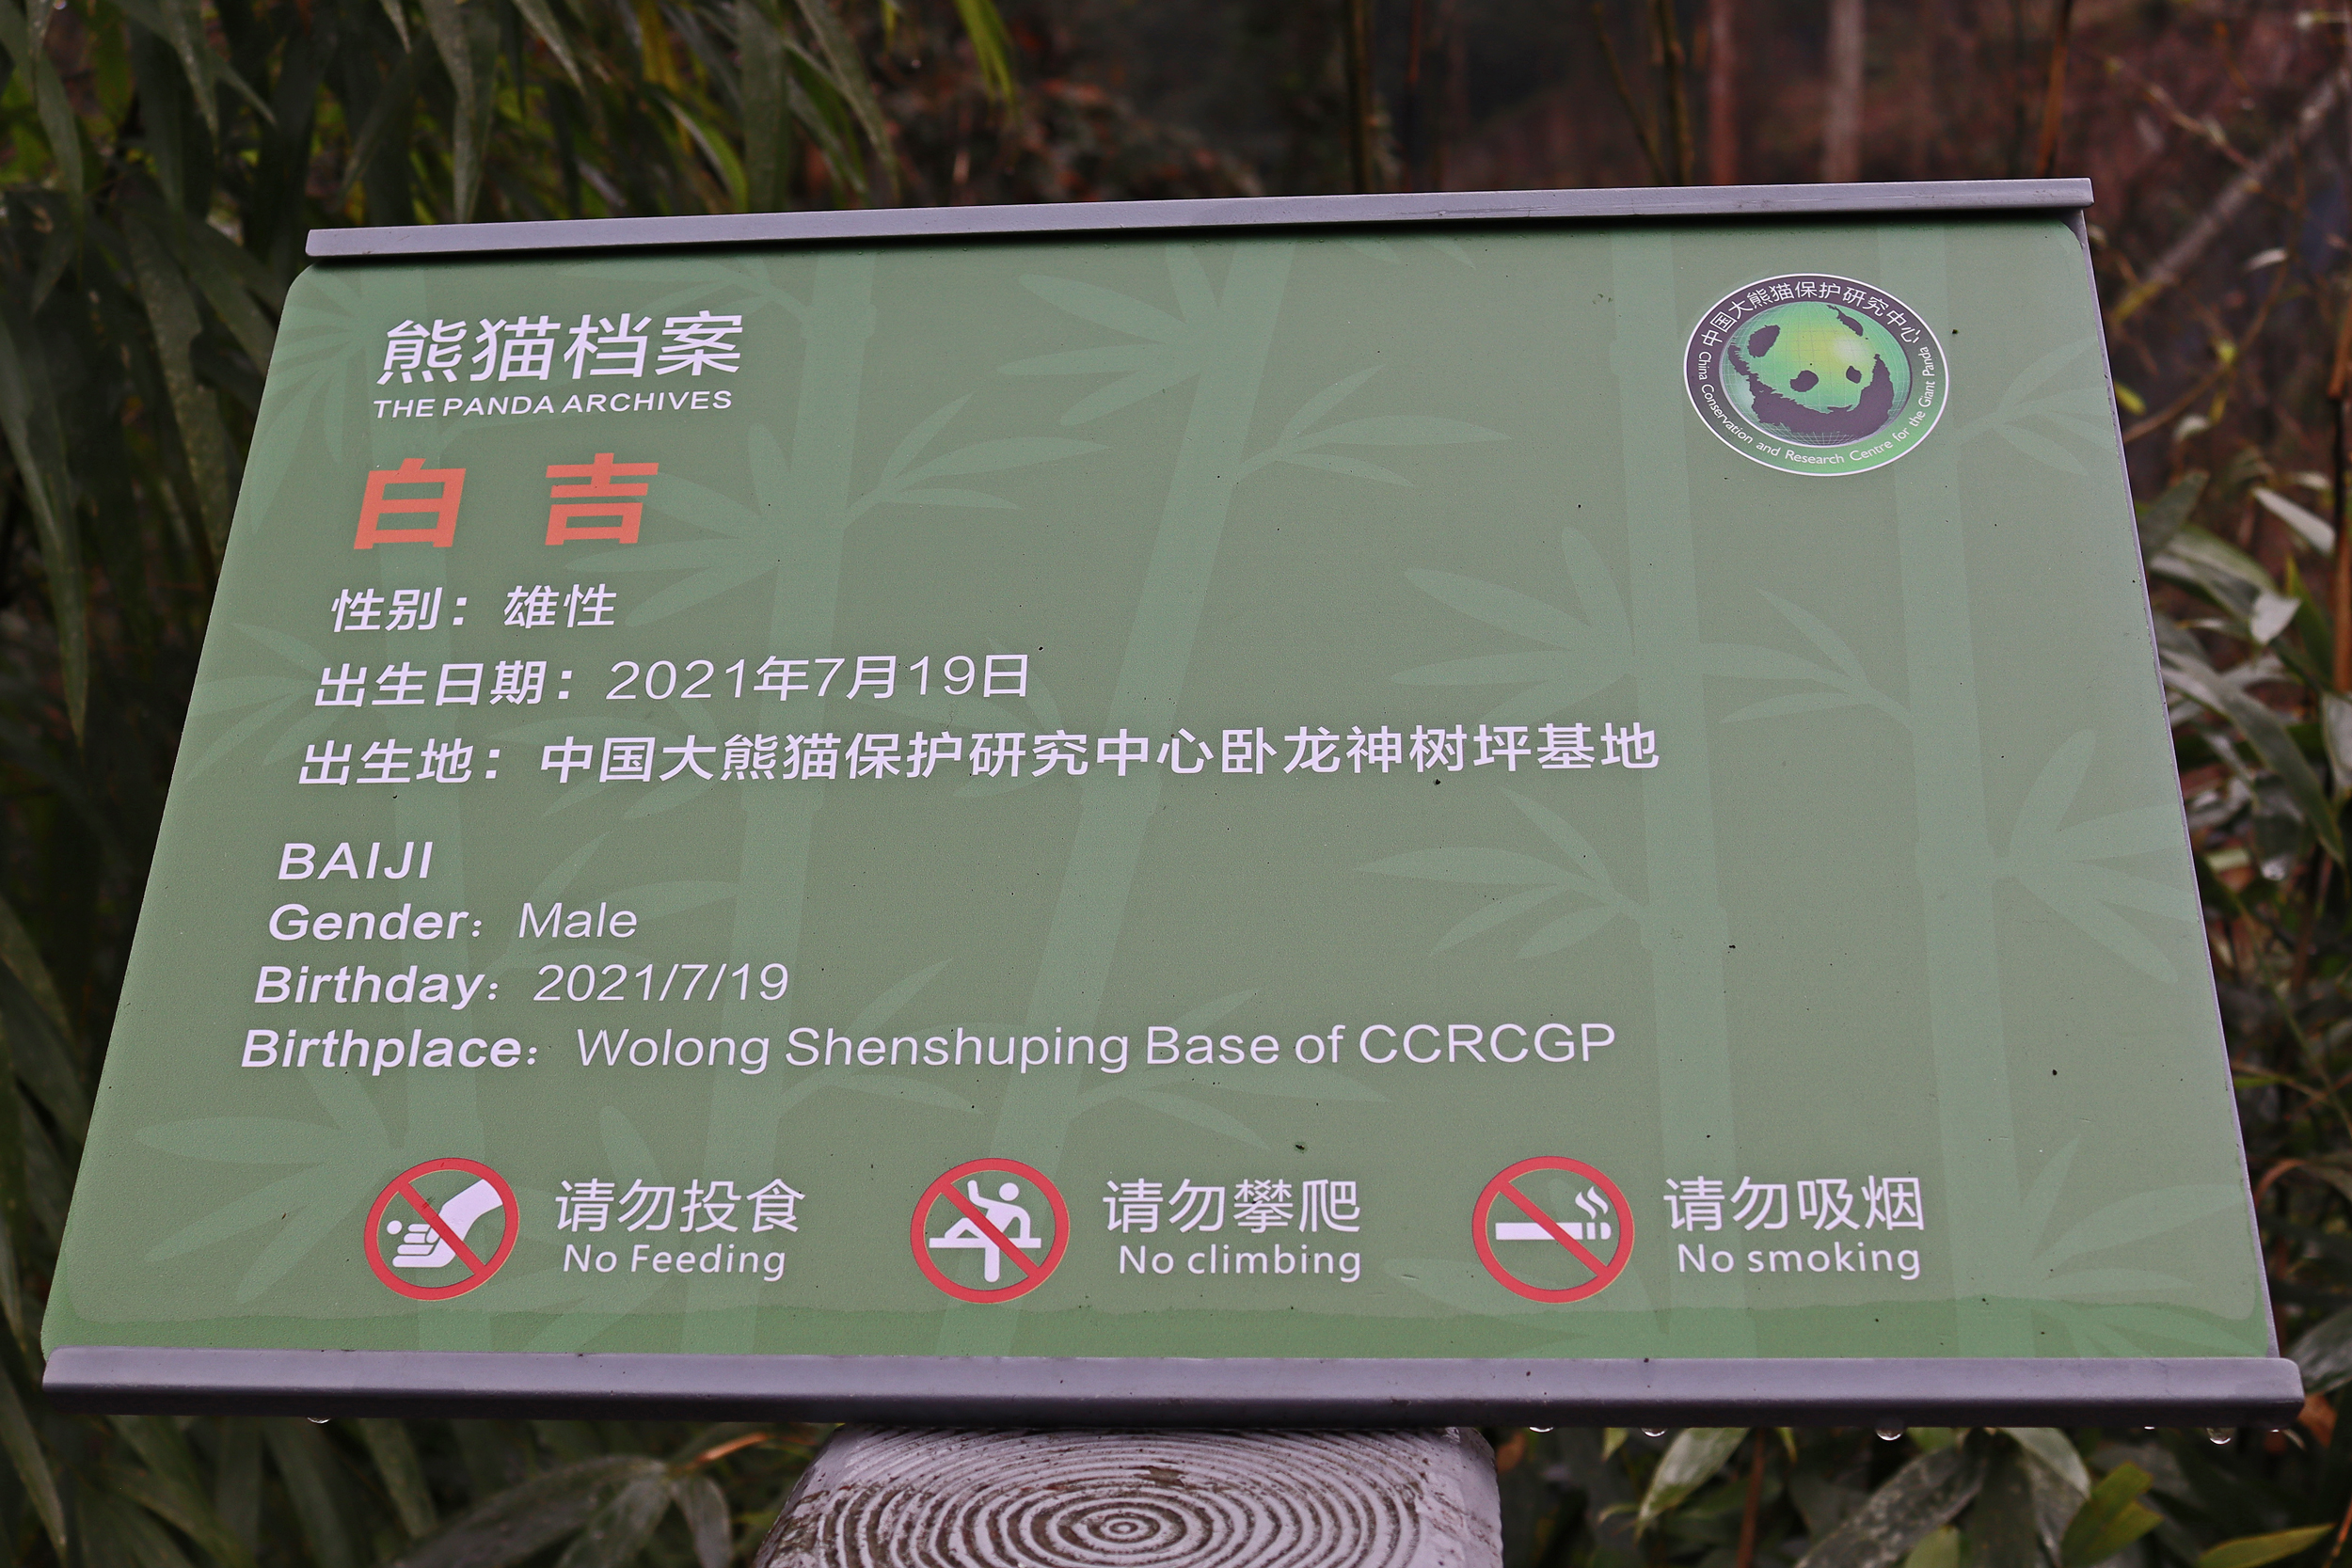 熊猫档案
THE PANDA ARCHIVES
中国大熊猫保护研究中心
China Conservation and Research Centre for the Giant Panda
白 吉
性别：雄性
出生日期：2021年7月19日
出生地：中国大熊猫保护研究中心卧龙神树坪基地
BAIJI
Gender：Male
Birthday：2021/7/19
Birthplace：Wolong Shenshuping Base of CCRCGP
请勿投食
No Feeding
请勿攀爬
No climbing
请勿吸烟
No smoking